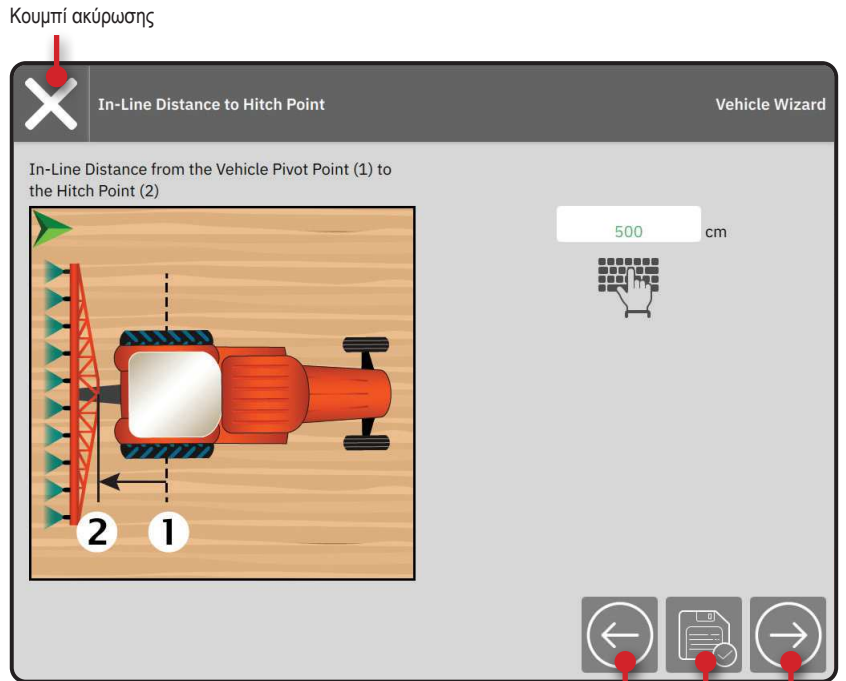 Κουμπί ακύρωσης
In-Line Distance to Hitch Point
Vehicle Wizard
In-Line Distance from the Vehicle Pivot Point (1) to
the Hitch Point (2)
500 cm
2 1